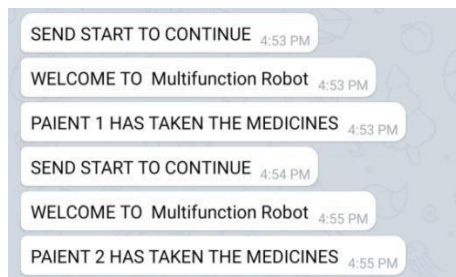 SEND START TO CONTINUE 4:53 PM
WELCOME TO Multifunction Robot 4:53 PM
PAIENT 1 HAS TAKEN THE MEDICINES 4:53 PM
SEND START TO CONTINUE 4:54 PM
WELCOME TO Multifunction Robot 4:55 PM
PAIENT 2 HAS TAKEN THE MEDICINES 4:55 PM